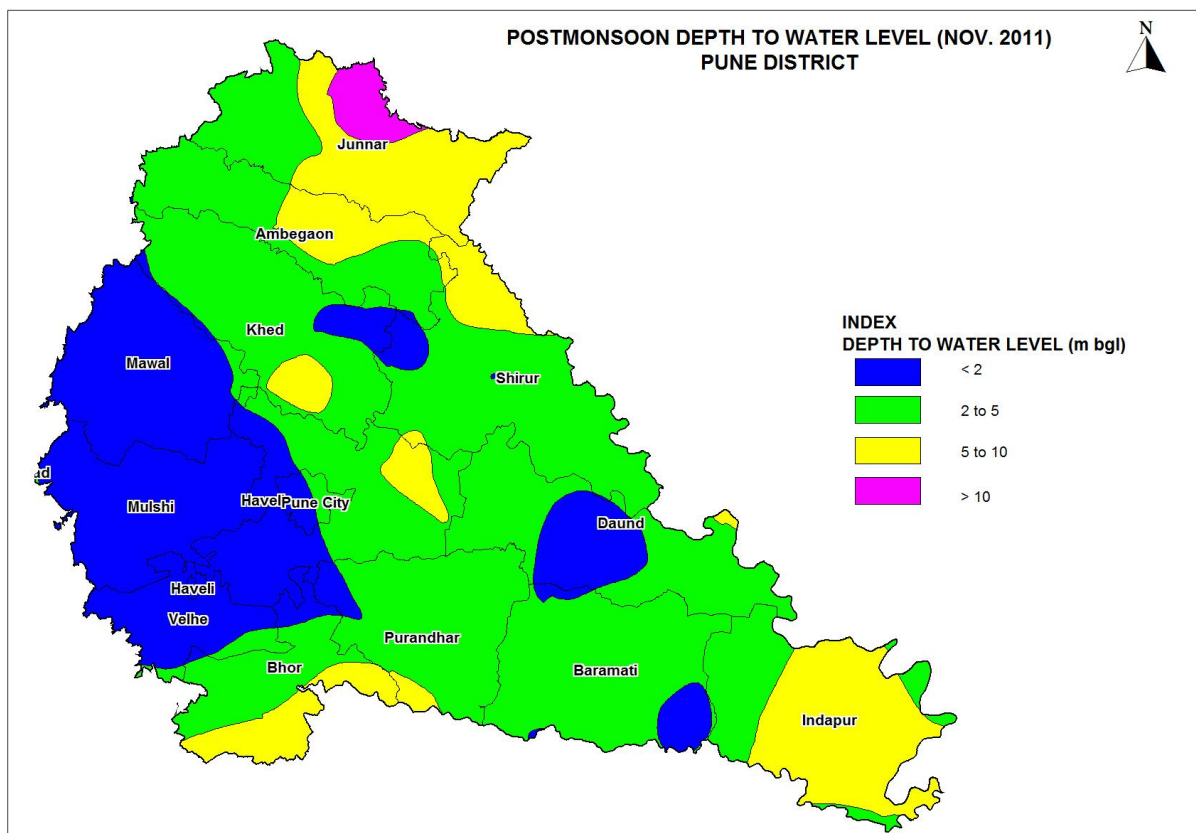 POSTMONSOON DEPTH TO WATER LEVEL (NOV. 2011)
PUNE DISTRICT
N
Junnar
Ambegaon
Khed
Mawal
Shirur
INDEX
DEPTH TO WATER LEVEL (m bgl)
< 2
2 to 5
5 to 10
> 10
ad
Mulshi
Haveli
Pune City
Daund
Haveli
Velhe
Purandhar
Bhor
Baramati
Indapur